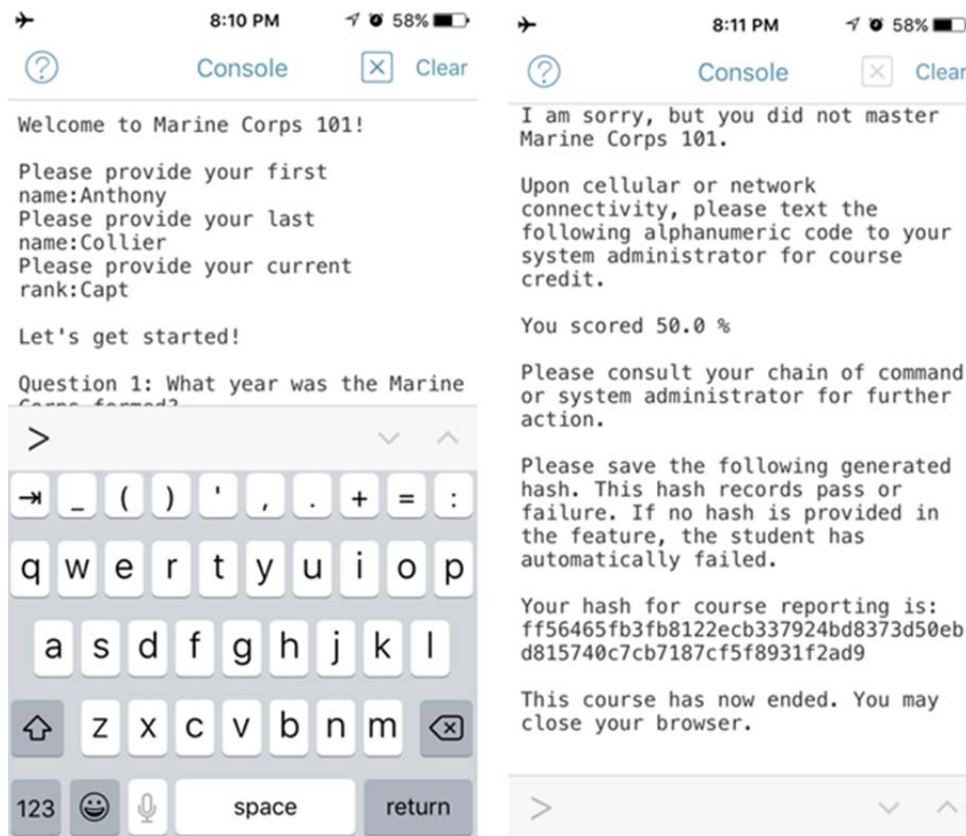 8:10 PM
58%
?
Console
Clear
Welcome to Marine Corps 101!
Please provide your first
name:Anthony
Please provide your last
name:Collier
Please provide your current
rank:Capt
Let's get started!
Question 1: What year was the Marine
Corps formed?
>
_ ( ) ' , . + = :
q w e r t y u i o p
a s d f g h j k l
z x c v b n m
123
space
return
8:11 PM
58%
?
Console
Clear
I am sorry, but you did not master
Marine Corps 101.
Upon cellular or network
connectivity, please text the
following alphanumeric code to your
system administrator for course
credit.
You scored 50.0 %
Please consult your chain of command
or system administrator for further
action.
Please save the following generated
hash. This hash records pass or
failure. If no hash is provided in
the feature, the student has
automatically failed.
Your hash for course reporting is:
ff56465fb3fb8122ecb337924bd8373d50eb
d815740c7cb7187cf5f8931f2ad9
This course has now ended. You may
close your browser.
>